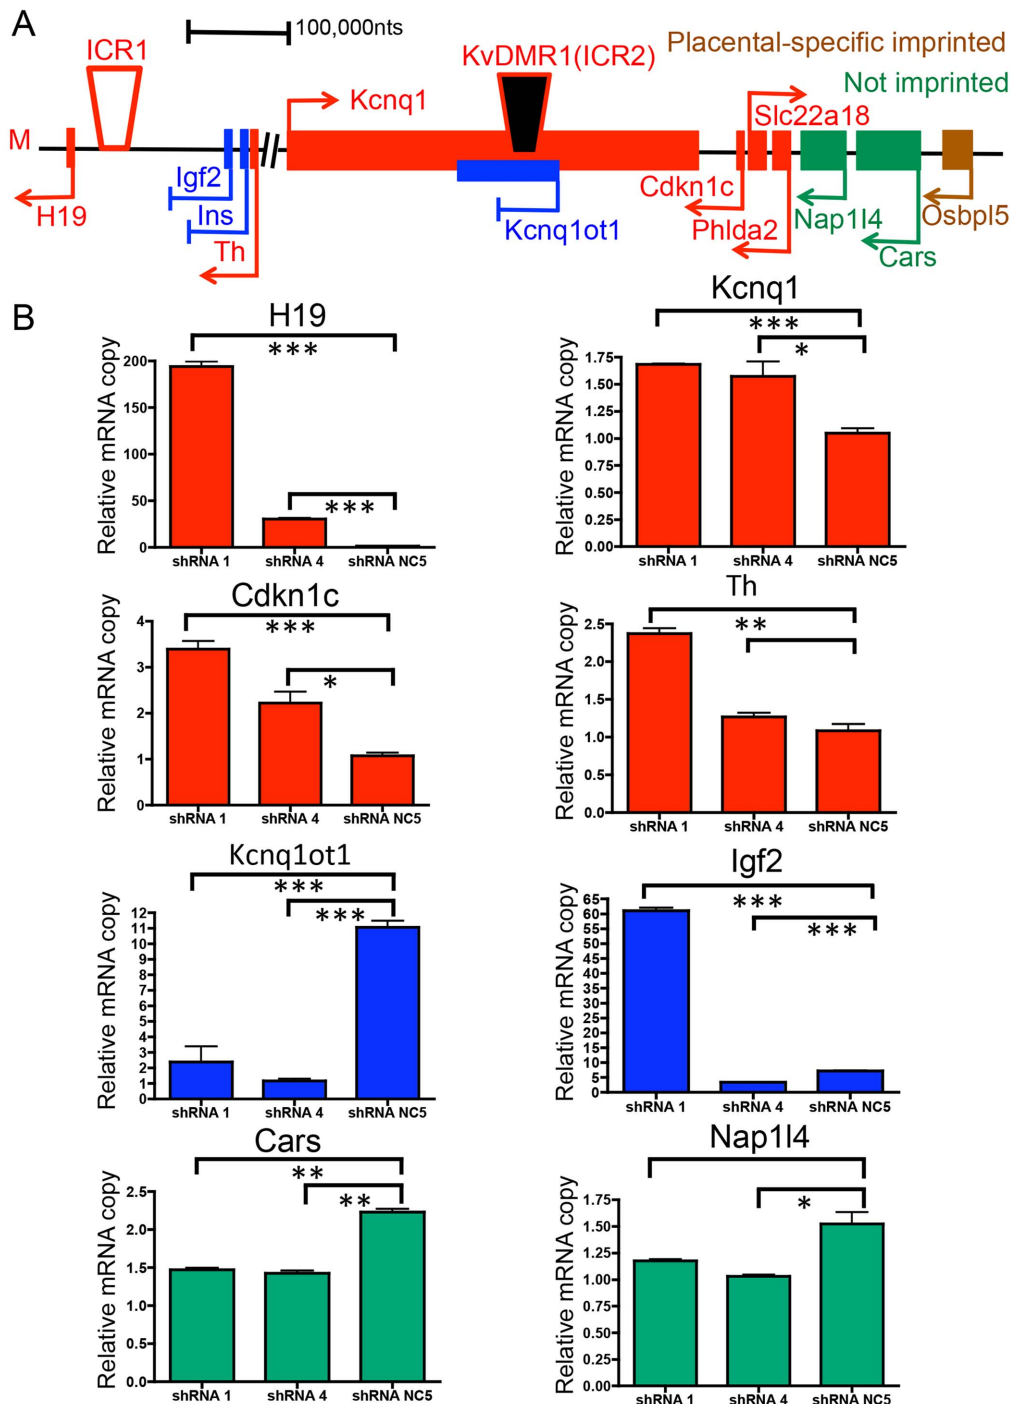 A
100,000nts
ICR1
KvDMR1(ICR2)
Placental-specific imprinted
Not imprinted
Kcnq1
Slc22a18
M
H19
Igf2
Ins
Th
Kcnq1ot1
Cdkn1c
Phlda2
Nap1l4
Cars
Osbpl5
B
H19
***
***
Relative mRNA copy
200
150
100
50
0
shRNA 1 shRNA 4 shRNA NC5
Kcnq1
***
*
Relative mRNA copy
1.75
1.50
1.25
1.00
0.75
0.50
0.25
0.00
shRNA 1 shRNA 4 shRNA NC5
Cdkn1c
***
*
Relative mRNA copy
4
3
2
1
0
shRNA 1 shRNA 4 shRNA NC5
Th
**
Relative mRNA copy
2.5
2.0
1.5
1.0
0.5
0.0
shRNA 1 shRNA 4 shRNA NC5
Kcnq1ot1
***
***
Relative mRNA copy
12
11
10
9
8
7
6
5
4
3
2
1
0
shRNA 1 shRNA 4 shRNA NC5
Igf2
***
***
Relative mRNA copy
65
60
55
50
45
40
35
30
25
20
15
10
5
0
shRNA 1 shRNA 4 shRNA NC5
Cars
**
**
Relative mRNA copy
2.5
2.0
1.5
1.0
0.5
0.0
shRNA 1 shRNA 4 shRNA NC5
Nap1l4
*
Relative mRNA copy
1.75
1.50
1.25
1.00
0.75
0.50
0.25
0.00
shRNA 1 shRNA 4 shRNA NC5